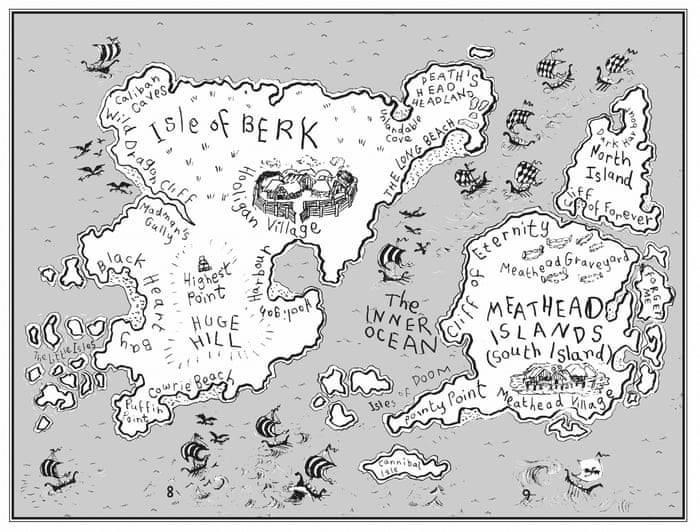 Caliban
Caves
Wild Dragon Cliff
Isle of BERK
DEATH'S
HEAD
HEADLAND
Unlandable
Cove
THE LONG BEACH
Hooligan Village
Madman's
Gully
Black Heart Bay
Highest
Point
HUGE
HILL
Hooligan Harbour
The Little Isles
Cowrie Beach
Puffin
Point
The
INNER
OCEAN
Isles of DOOM
Dark Harbour
North
Island
Cliff of Forever
Cliff of Eternity
Meathead Graveyard
MEATHEAD
ISLANDS
(South Island)
FORGET
ME
Pointy Point
Meathead Village
Cannibal
Isle
8
9